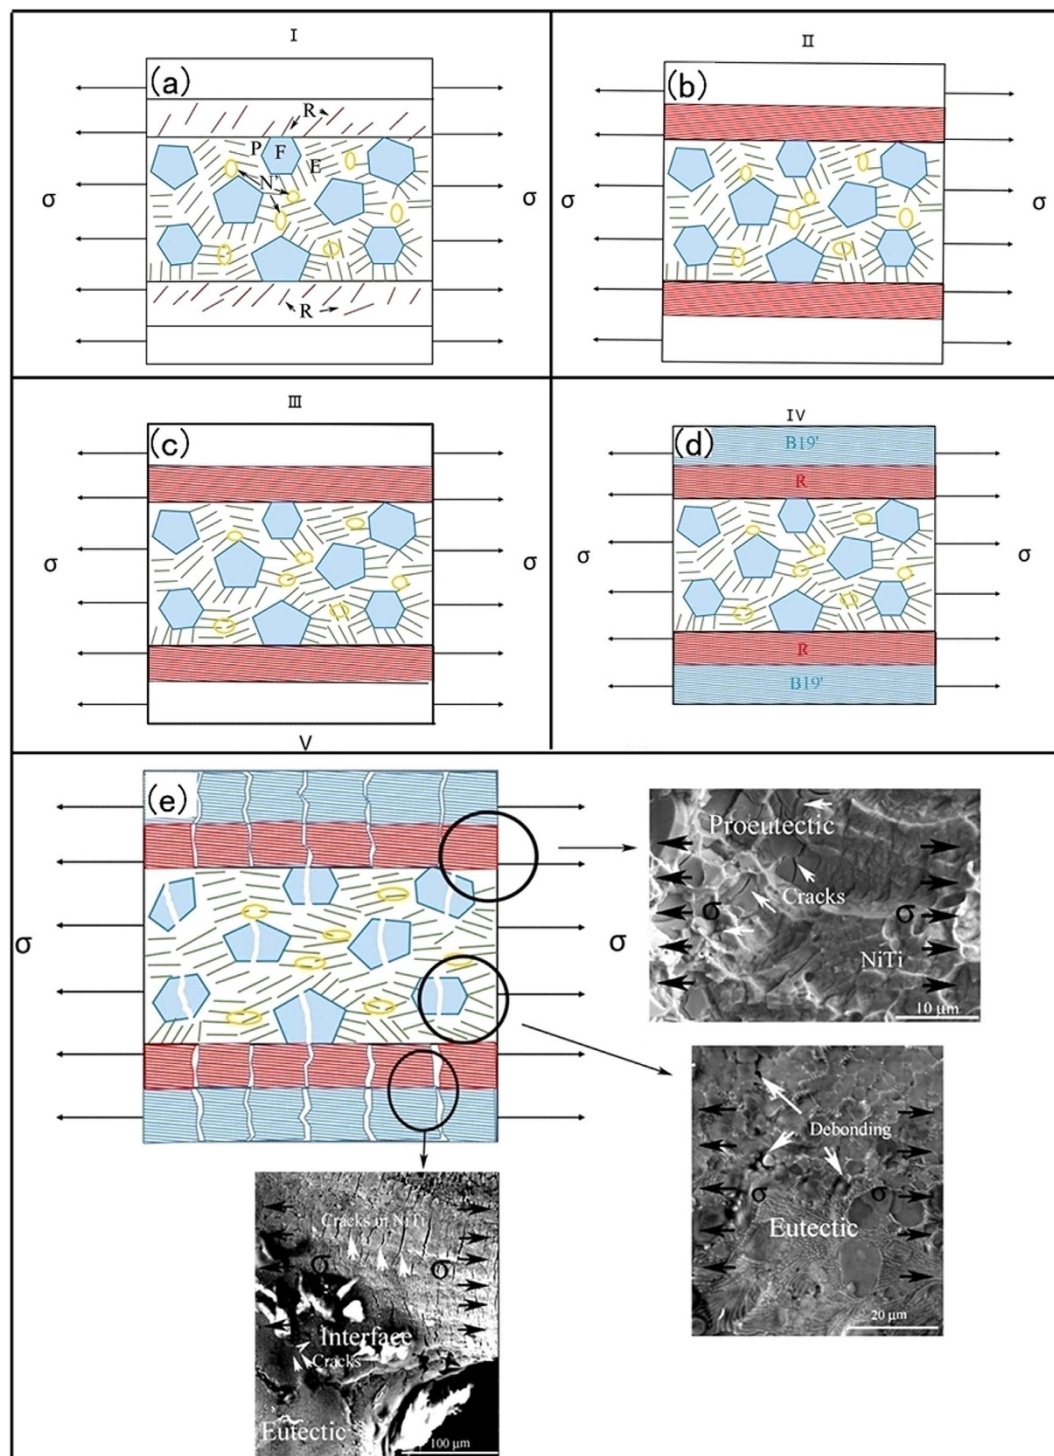 I
(a)
R
P
F
E
N'
σ
σ
R
II
(b)
σ
σ
III
(c)
σ
σ
IV
(d)
B19'
R
σ
σ
R
B19'
V
(e)
σ
σ
Proeutectic
Cracks
σ
σ
NiTi
10 μm
Debonding
σ
σ
Eutectic
20 μm
Cracks in NiTi
σ
σ
Interface
Cracks
Eutectic
100 μm